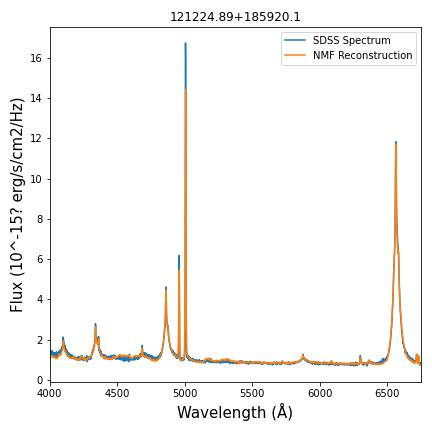 121224.89+185920.1
SDSS Spectrum
NMF Reconstruction
Flux (10^-15? erg/s/cm2/Hz)
16
14
12
10
8
6
4
2
0
4000 4500 5000 5500 6000 6500
Wavelength (Å)